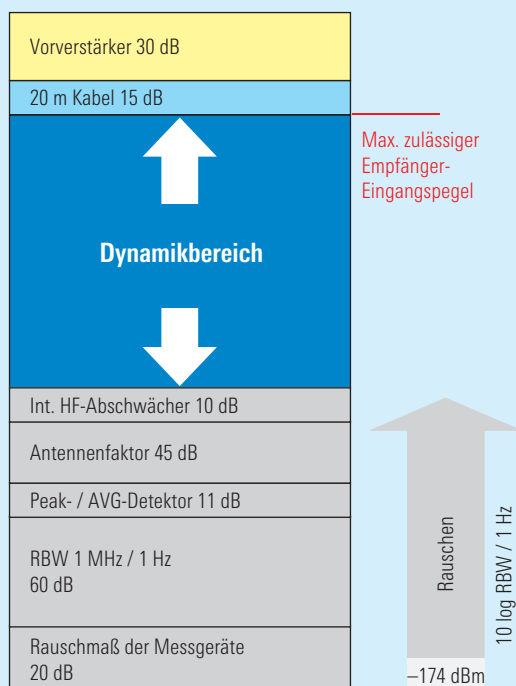 Vorverstärker 30 dB
20 m Kabel 15 dB
Max. zulässiger
Empfänger-
Eingangspegel
Dynamikbereich
Int. HF-Abschwächer 10 dB
Antennenfaktor 45 dB
Peak- / AVG-Detektor 11 dB
RBW 1 MHz / 1 Hz
60 dB
Rauschmaß der Messgeräte
20 dB
Rauschen
10 log RBW / 1 Hz
–174 dBm